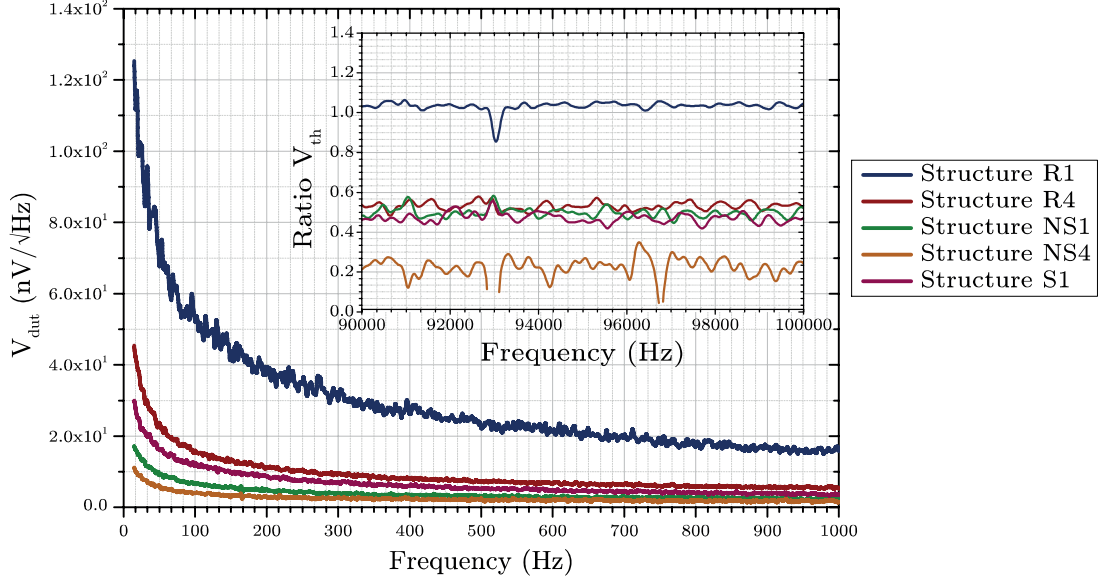 1.4x10²
1.2x10²
1.0x10²
8.0x10¹
6.0x10¹
4.0x10¹
2.0x10¹
0.0
V_dut (nV/√Hz)
0 100 200 300 400 500 600 700 800 900 1000
Frequency (Hz)
1.4
1.2
1.0
0.8
0.6
0.4
0.2
0.0
Ratio V_th
90000 92000 94000 96000 98000 100000
Frequency (Hz)
Structure R1
Structure R4
Structure NS1
Structure NS4
Structure S1